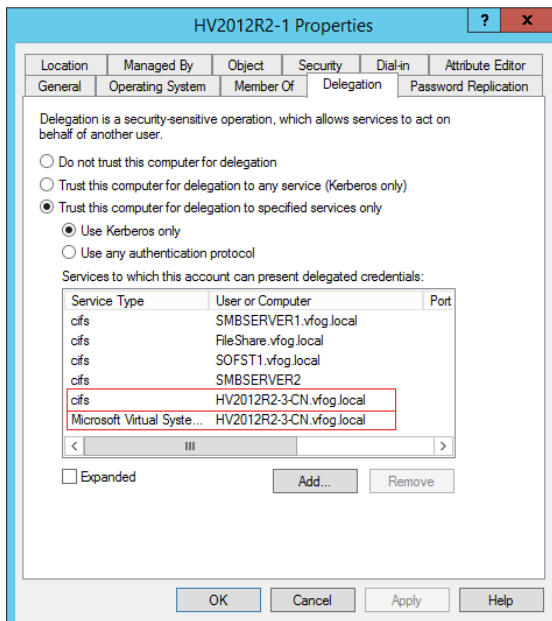 HV2012R2-1 Properties
?
x
Location Managed By Object Security Dial-in Attribute Editor
General Operating System Member Of Delegation Password Replication
Delegation is a security-sensitive operation, which allows services to act on
behalf of another user.
Do not trust this computer for delegation
Trust this computer for delegation to any service (Kerberos only)
Trust this computer for delegation to specified services only
Use Kerberos only
Use any authentication protocol
Services to which this account can present delegated credentials:
Service Type User or Computer Port
cifs SMBSERVER1.vfog.local
cifs FileShare.vfog.local
cifs SOFST1.vfog.local
cifs SMBSERVER2
cifs HV2012R2-3-CN.vfog.local
Microsoft Virtual Syste... HV2012R2-3-CN.vfog.local
Expanded Add... Remove
OK Cancel Apply Help